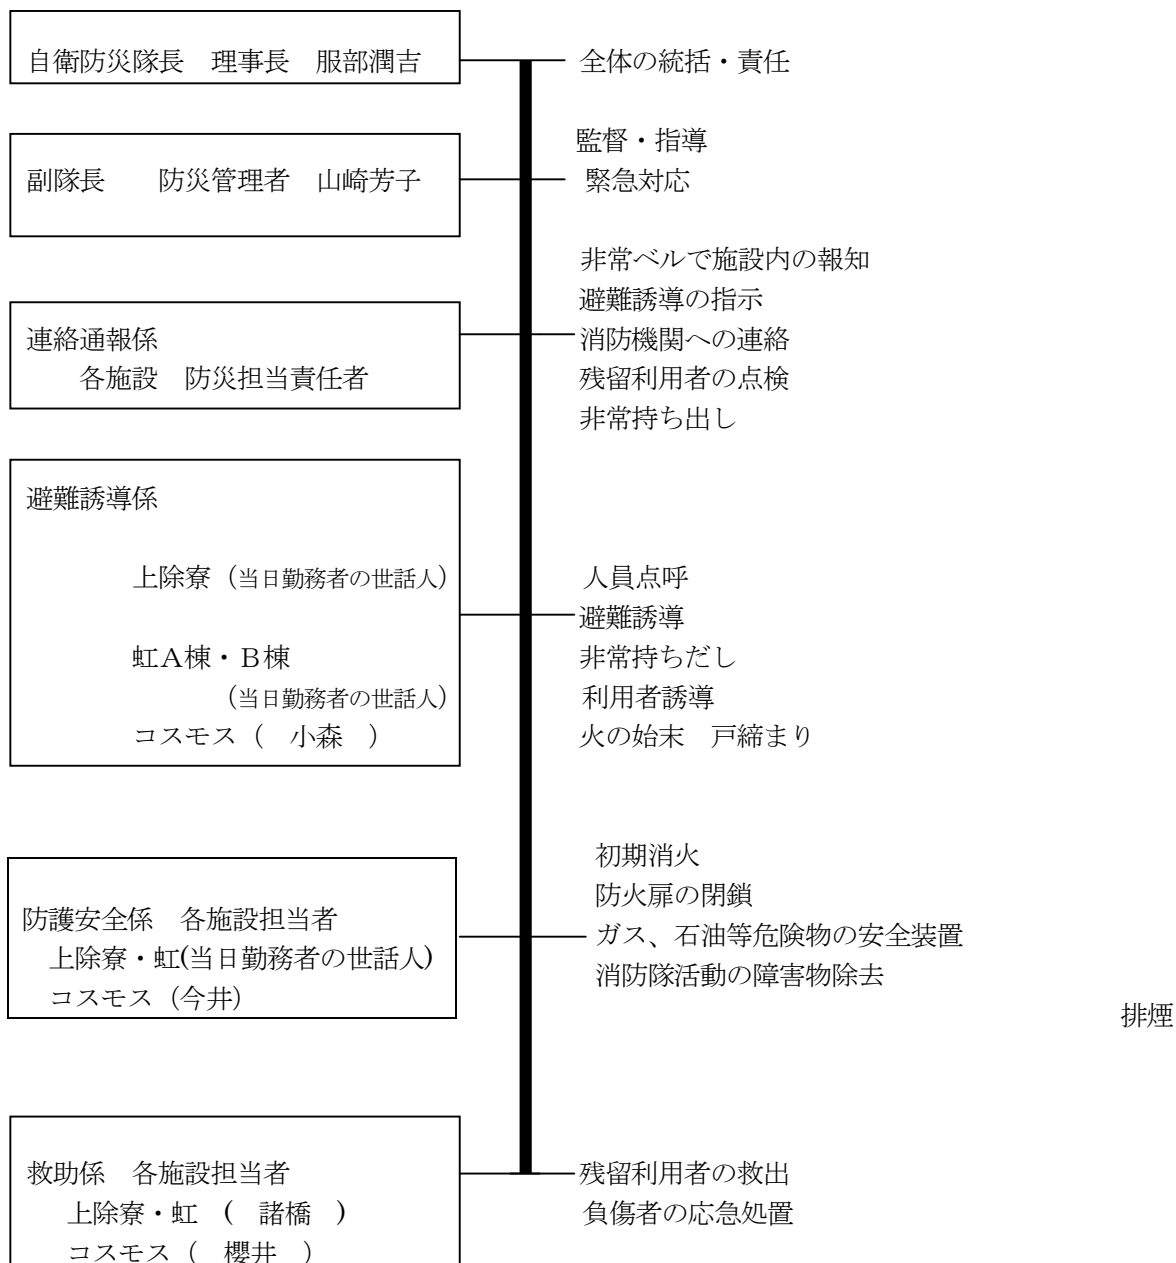 自衛防災隊長　理事長　服部潤吉
全体の統括・責任
副隊長　　防災管理者　山崎芳子
監督・指導
緊急対応
連絡通報係
各施設　防災担当責任者
非常ベルで施設内の報知
避難誘導の指示
消防機関への連絡
残留利用者の点検
非常持ち出し
避難誘導係
上除寮（当日勤務者の世話人）
虹Ａ棟・Ｂ棟
（当日勤務者の世話人）
コスモス（　小森　）
人員点呼
避難誘導
非常持ちだし
利用者誘導
火の始末　戸締まり
防護安全係　各施設担当者
上除寮・虹(当日勤務者の世話人)
コスモス（今井）
初期消火
防火扉の閉鎖
ガス、石油等危険物の安全装置
消防隊活動の障害物除去
排煙
救助係　各施設担当者
上除寮・虹　(　諸橋　)
コスモス（　櫻井　）
残留利用者の救出
負傷者の応急処置